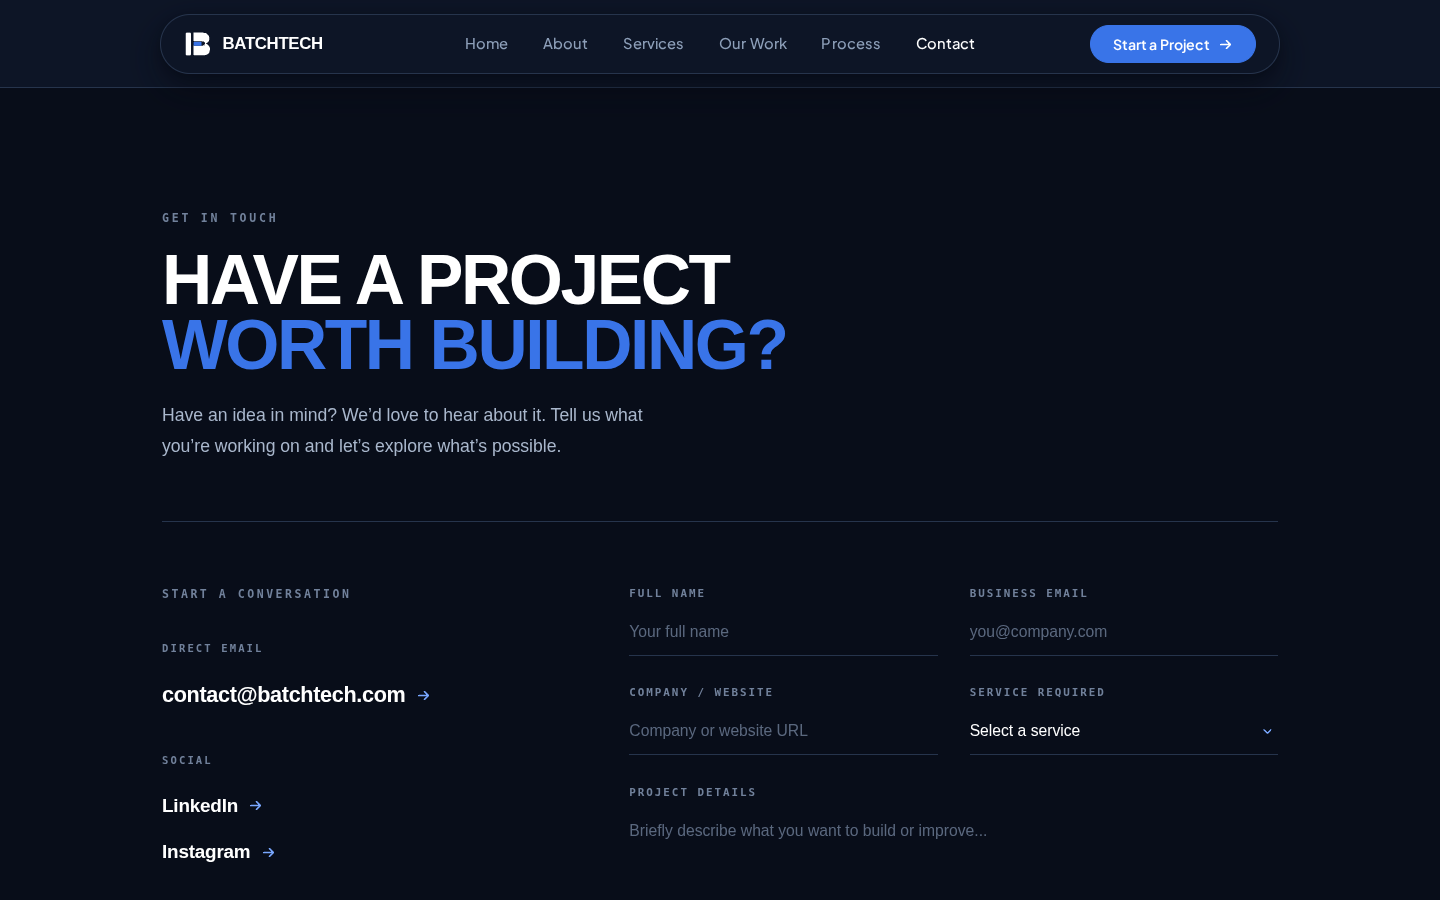 BATCHTECH
Home
About
Services
Our Work
Process
Contact
Start a Project
GET IN TOUCH
HAVE A PROJECT
WORTH BUILDING?
Have an idea in mind? We’d love to hear about it. Tell us what
you’re working on and let’s explore what’s possible.
START A CONVERSATION
DIRECT EMAIL
contact@batchtech.com
SOCIAL
LinkedIn
Instagram
FULL NAME
Your full name
BUSINESS EMAIL
you@company.com
COMPANY / WEBSITE
Company or website URL
SERVICE REQUIRED
Select a service
PROJECT DETAILS
Briefly describe what you want to build or improve...